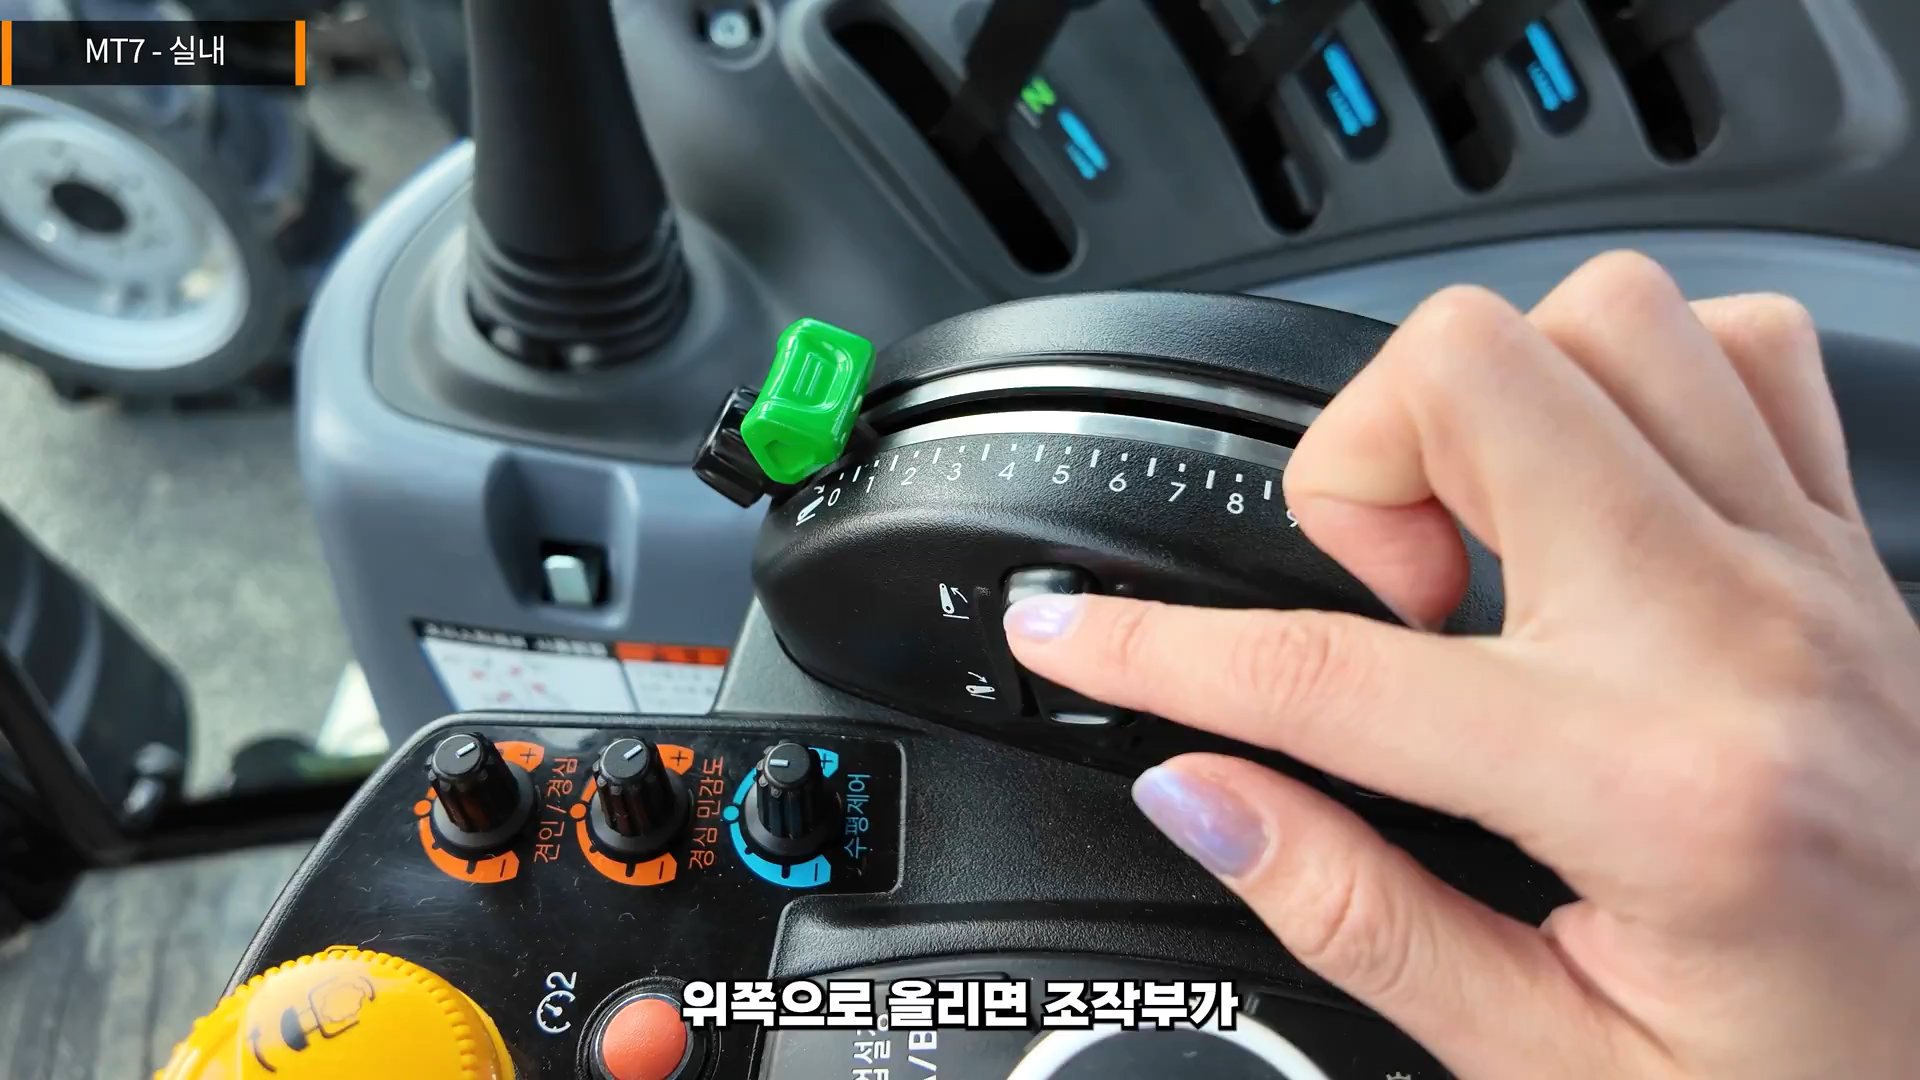 MT7 - 실내
0 1 2 3 4 5 6 7 8 9
견인 / 경심
경심 민감도
수평제어
+
+
+
-
-
-
2
A/B
위쪽으로 올리면 조작부가